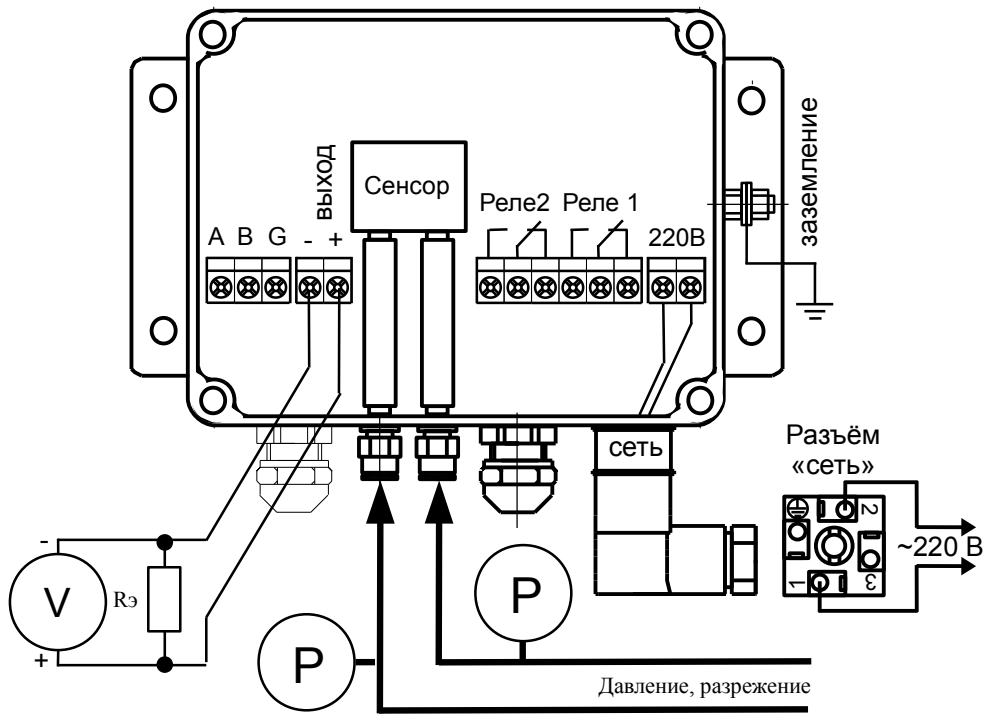 заземление
выход
Сенсор
Реле2 Реле 1
A B G - + 220В
сеть
Разъём
«сеть»
2
~220 В
1
3
-
V
Rэ
+
P
P
Давление, разрежение